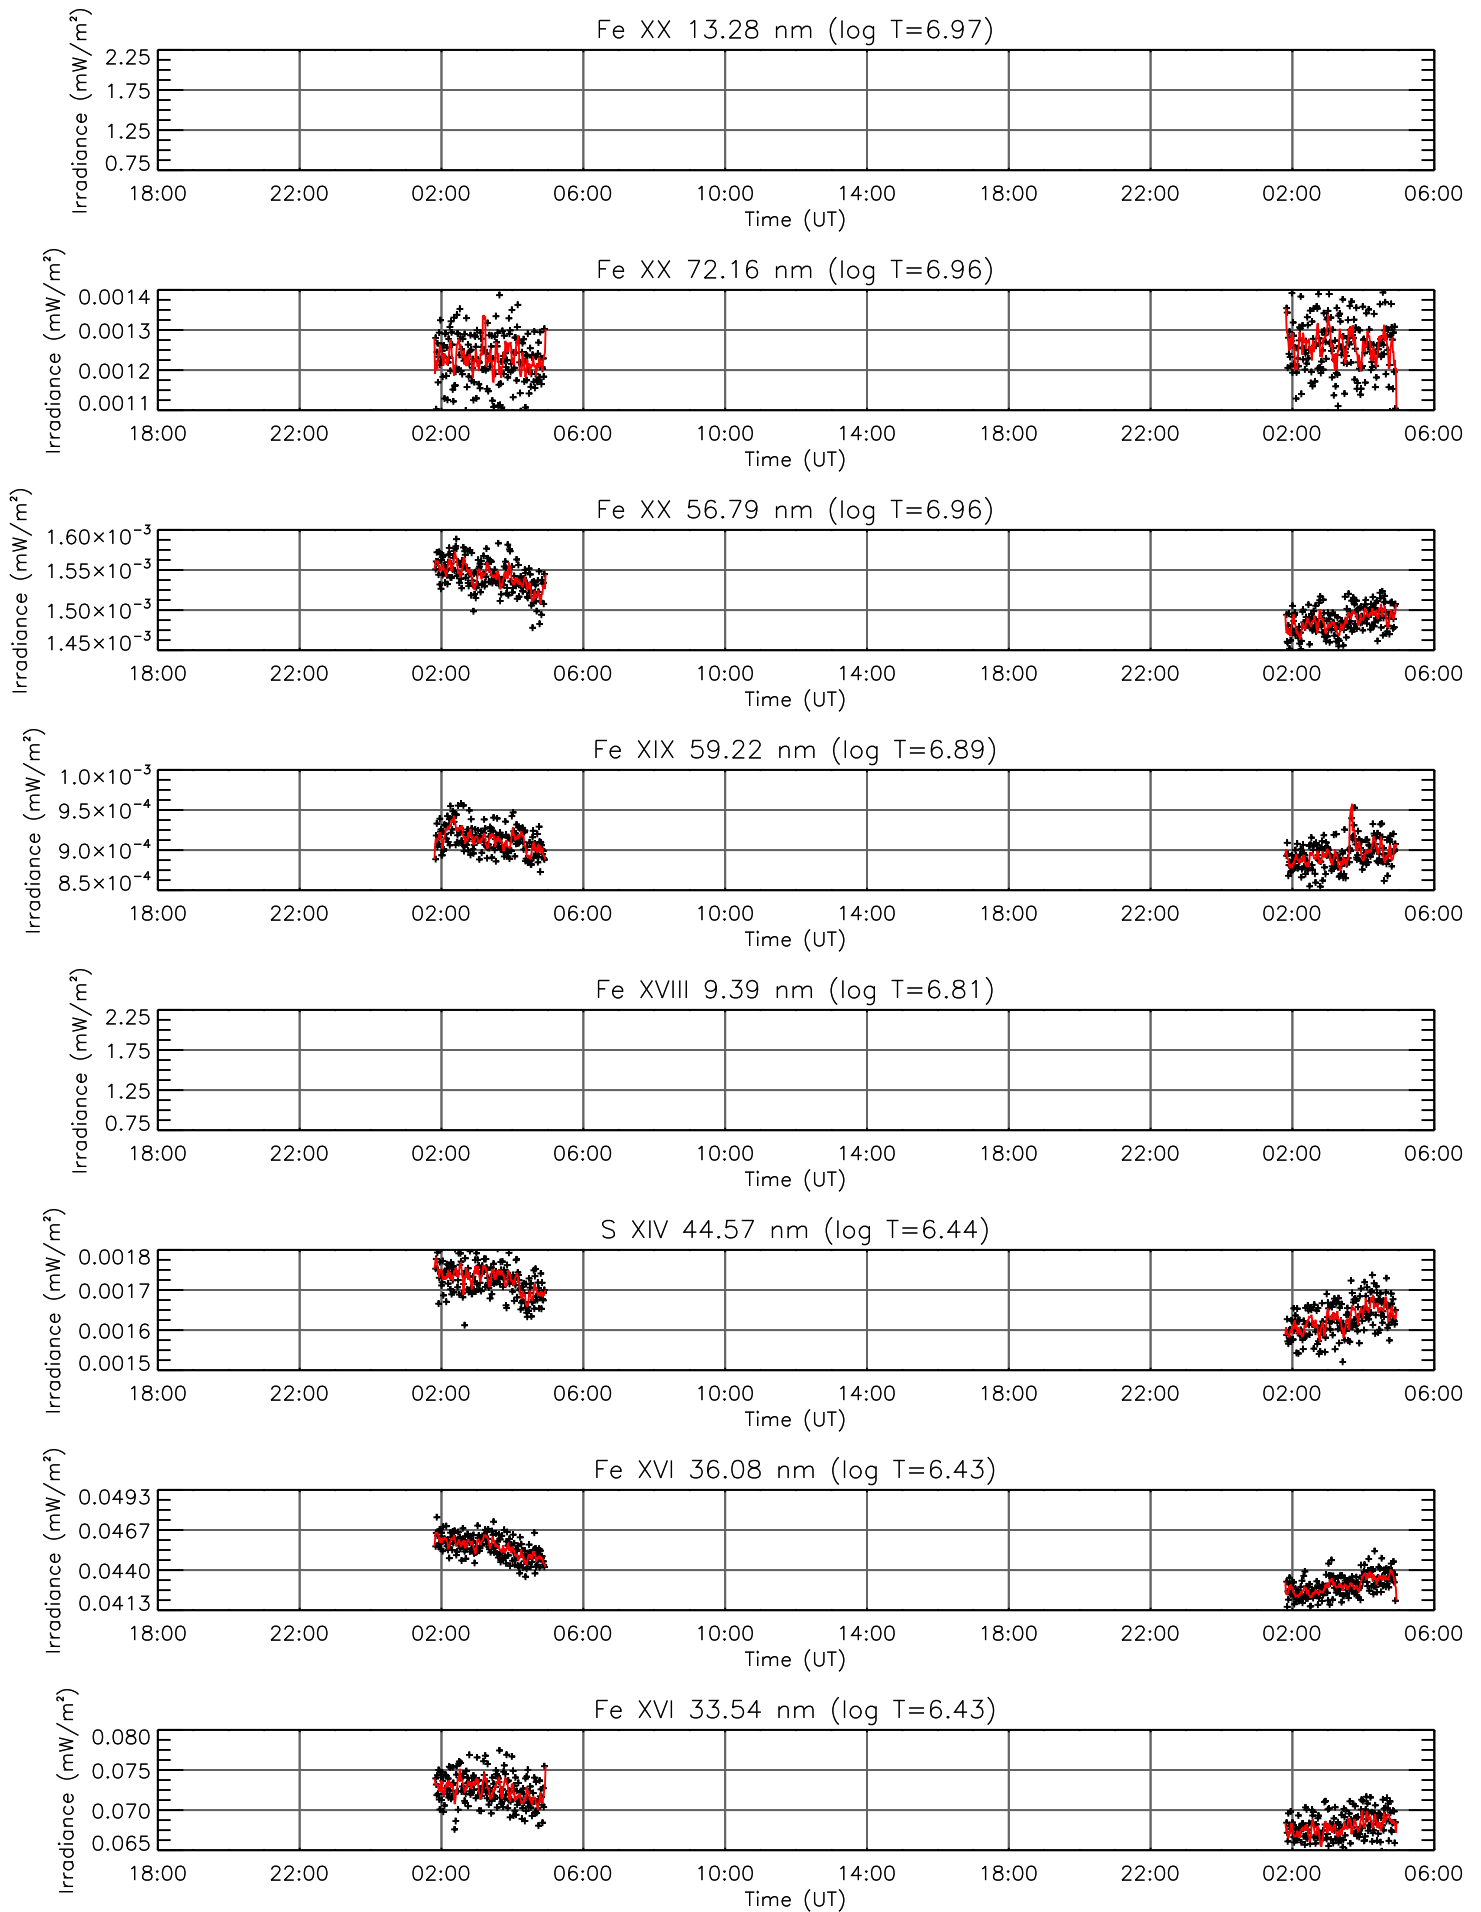 Fe XX 13.28 nm (log T=6.97)
Irradiance (mW/m²)
2.25
1.75
1.25
0.75
18:00 22:00 02:00 06:00 10:00 14:00 18:00 22:00 02:00 06:00
Time (UT)
Fe XX 72.16 nm (log T=6.96)
Irradiance (mW/m²)
0.0014
0.0013
0.0012
0.0011
18:00 22:00 02:00 06:00 10:00 14:00 18:00 22:00 02:00 06:00
Time (UT)
Fe XX 56.79 nm (log T=6.96)
Irradiance (mW/m²)
1.60×10⁻³
1.55×10⁻³
1.50×10⁻³
1.45×10⁻³
18:00 22:00 02:00 06:00 10:00 14:00 18:00 22:00 02:00 06:00
Time (UT)
Fe XIX 59.22 nm (log T=6.89)
Irradiance (mW/m²)
1.0×10⁻³
9.5×10⁻⁴
9.0×10⁻⁴
8.5×10⁻⁴
18:00 22:00 02:00 06:00 10:00 14:00 18:00 22:00 02:00 06:00
Time (UT)
Fe XVIII 9.39 nm (log T=6.81)
Irradiance (mW/m²)
2.25
1.75
1.25
0.75
18:00 22:00 02:00 06:00 10:00 14:00 18:00 22:00 02:00 06:00
Time (UT)
S XIV 44.57 nm (log T=6.44)
Irradiance (mW/m²)
0.0018
0.0017
0.0016
0.0015
18:00 22:00 02:00 06:00 10:00 14:00 18:00 22:00 02:00 06:00
Time (UT)
Fe XVI 36.08 nm (log T=6.43)
Irradiance (mW/m²)
0.0493
0.0467
0.0440
0.0413
18:00 22:00 02:00 06:00 10:00 14:00 18:00 22:00 02:00 06:00
Time (UT)
Fe XVI 33.54 nm (log T=6.43)
Irradiance (mW/m²)
0.080
0.075
0.070
0.065
18:00 22:00 02:00 06:00 10:00 14:00 18:00 22:00 02:00 06:00
Time (UT)